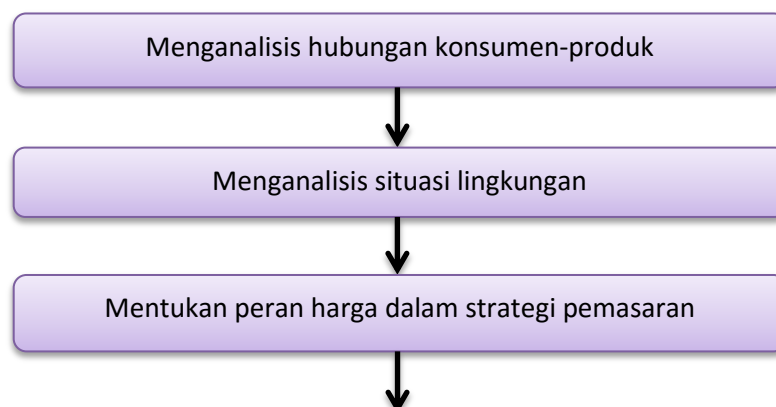 Menganalisis hubungan konsumen-produk
Menganalisis situasi lingkungan
Mentukan peran harga dalam strategi pemasaran